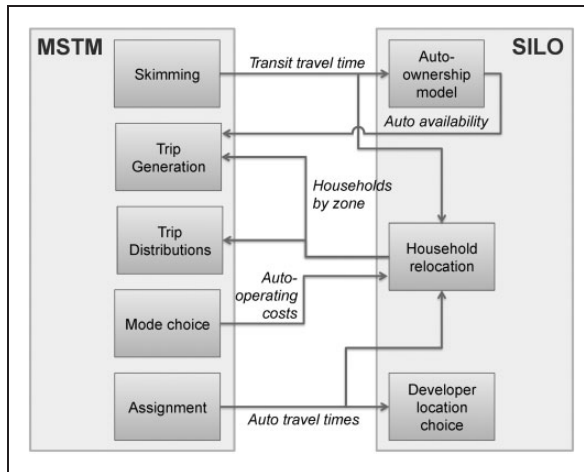 MSTM
SILO
Skimming
Transit travel time
Auto-
ownership
model
Auto availability
Trip
Generation
Households
by zone
Trip
Distributions
Household
relocation
Auto-
operating
costs
Mode choice
Assignment
Auto travel times
Developer
location
choice